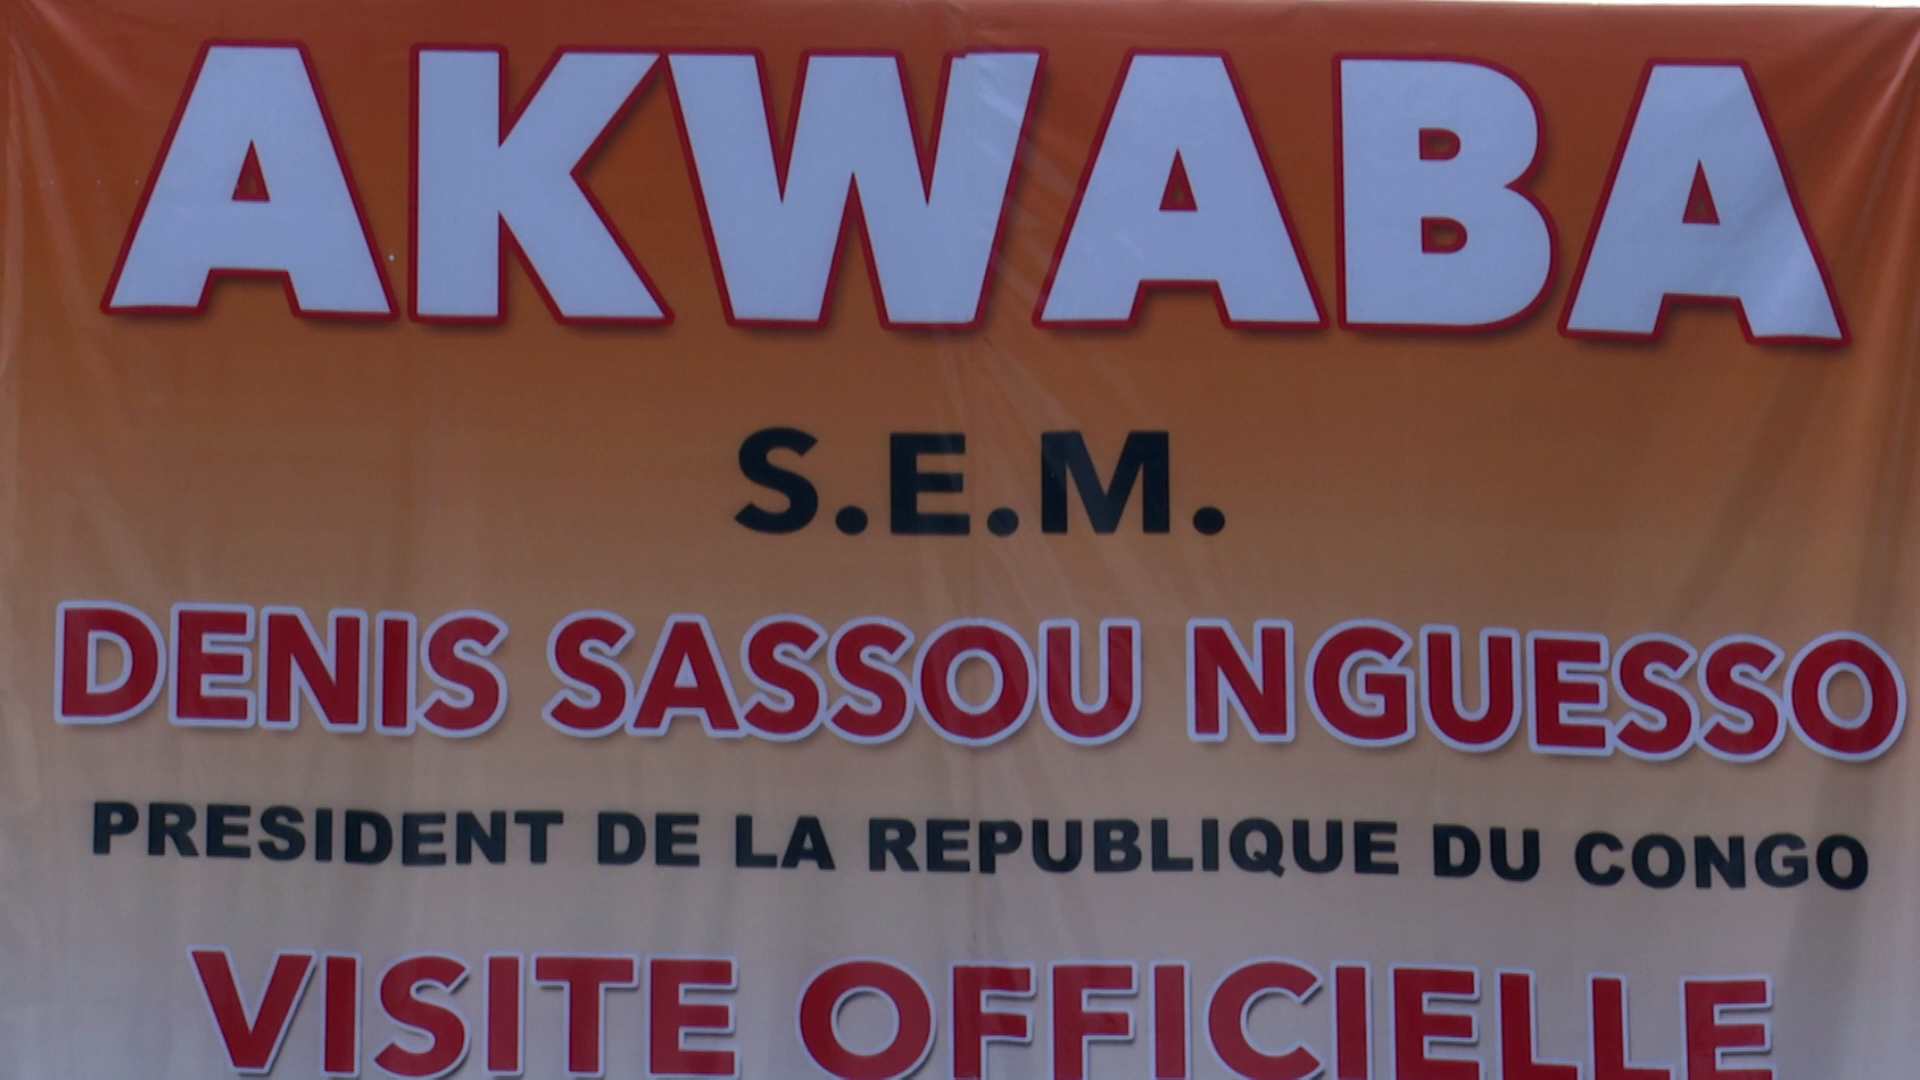 AKWABA
S.E.M.
DENIS SASSOU NGUESSO
PRESIDENT DE LA REPUBLIQUE DU CONGO
VISITE OFFICIELLE